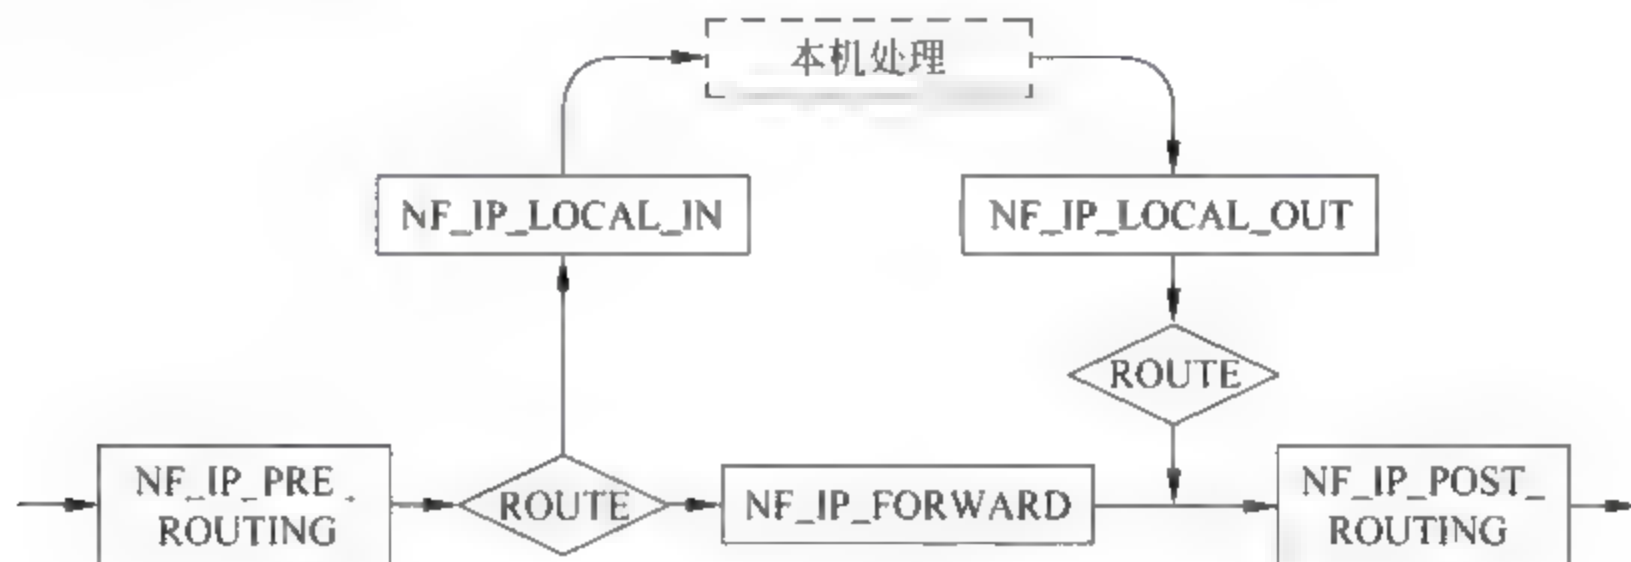 本机处理
NF_IP_LOCAL_IN
NF_IP_LOCAL_OUT
ROUTE
NF_IP_PRE_
ROUTING
ROUTE
NF_IP_FORWARD
NF_IP_POST_
ROUTING